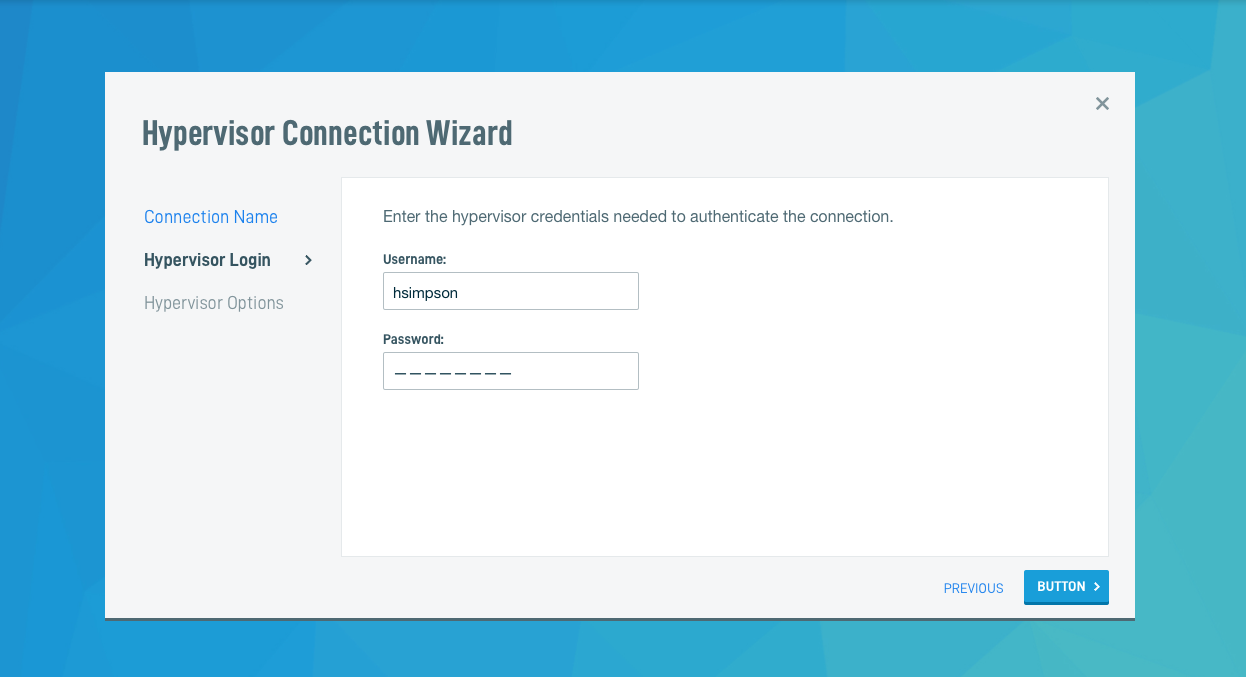 Hypervisor Connection Wizard
Connection Name
Hypervisor Login
Hypervisor Options
Enter the hypervisor credentials needed to authenticate the connection.
Username:
hsimpson
Password:
————————
PREVIOUS
BUTTON